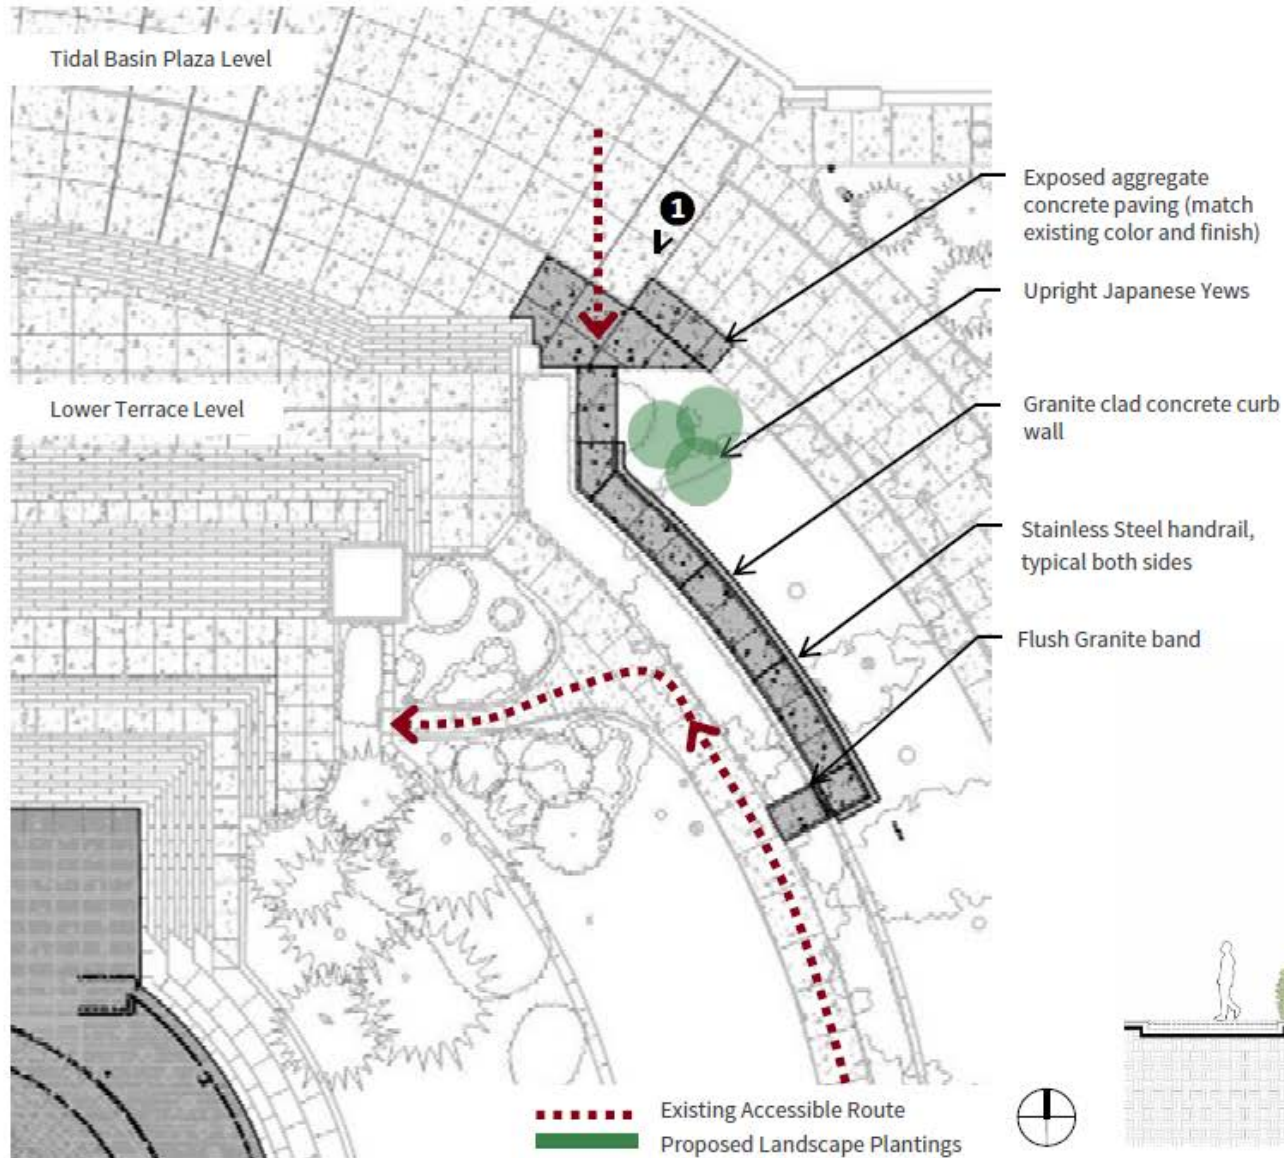 Tidal Basin Plaza Level
1
Exposed aggregate
concrete paving (match
existing color and finish)
Upright Japanese Yews
Lower Terrace Level
Granite clad concrete curb
wall
Stainless Steel handrail,
typical both sides
Flush Granite band
Existing Accessible Route
Proposed Landscape Plantings